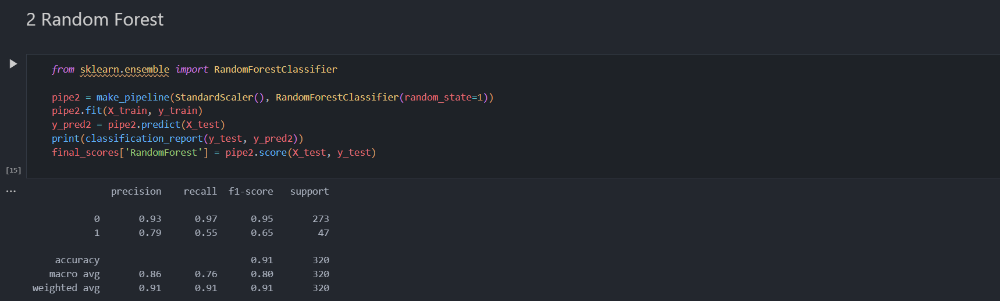 2 Random Forest
from sklearn.ensemble import RandomForestClassifier
pipe2 = make_pipeline(StandardScaler(), RandomForestClassifier(random_state=1))
pipe2.fit(X_train, y_train)
y_pred2 = pipe2.predict(X_test)
print(classification_report(y_test, y_pred2))
final_scores['RandomForest'] = pipe2.score(X_test, y_test)
[15]
... precision recall f1-score support
0 0.93 0.97 0.95 273
1 0.79 0.55 0.65 47
accuracy 0.91 320
macro avg 0.86 0.76 0.80 320
weighted avg 0.91 0.91 0.91 320